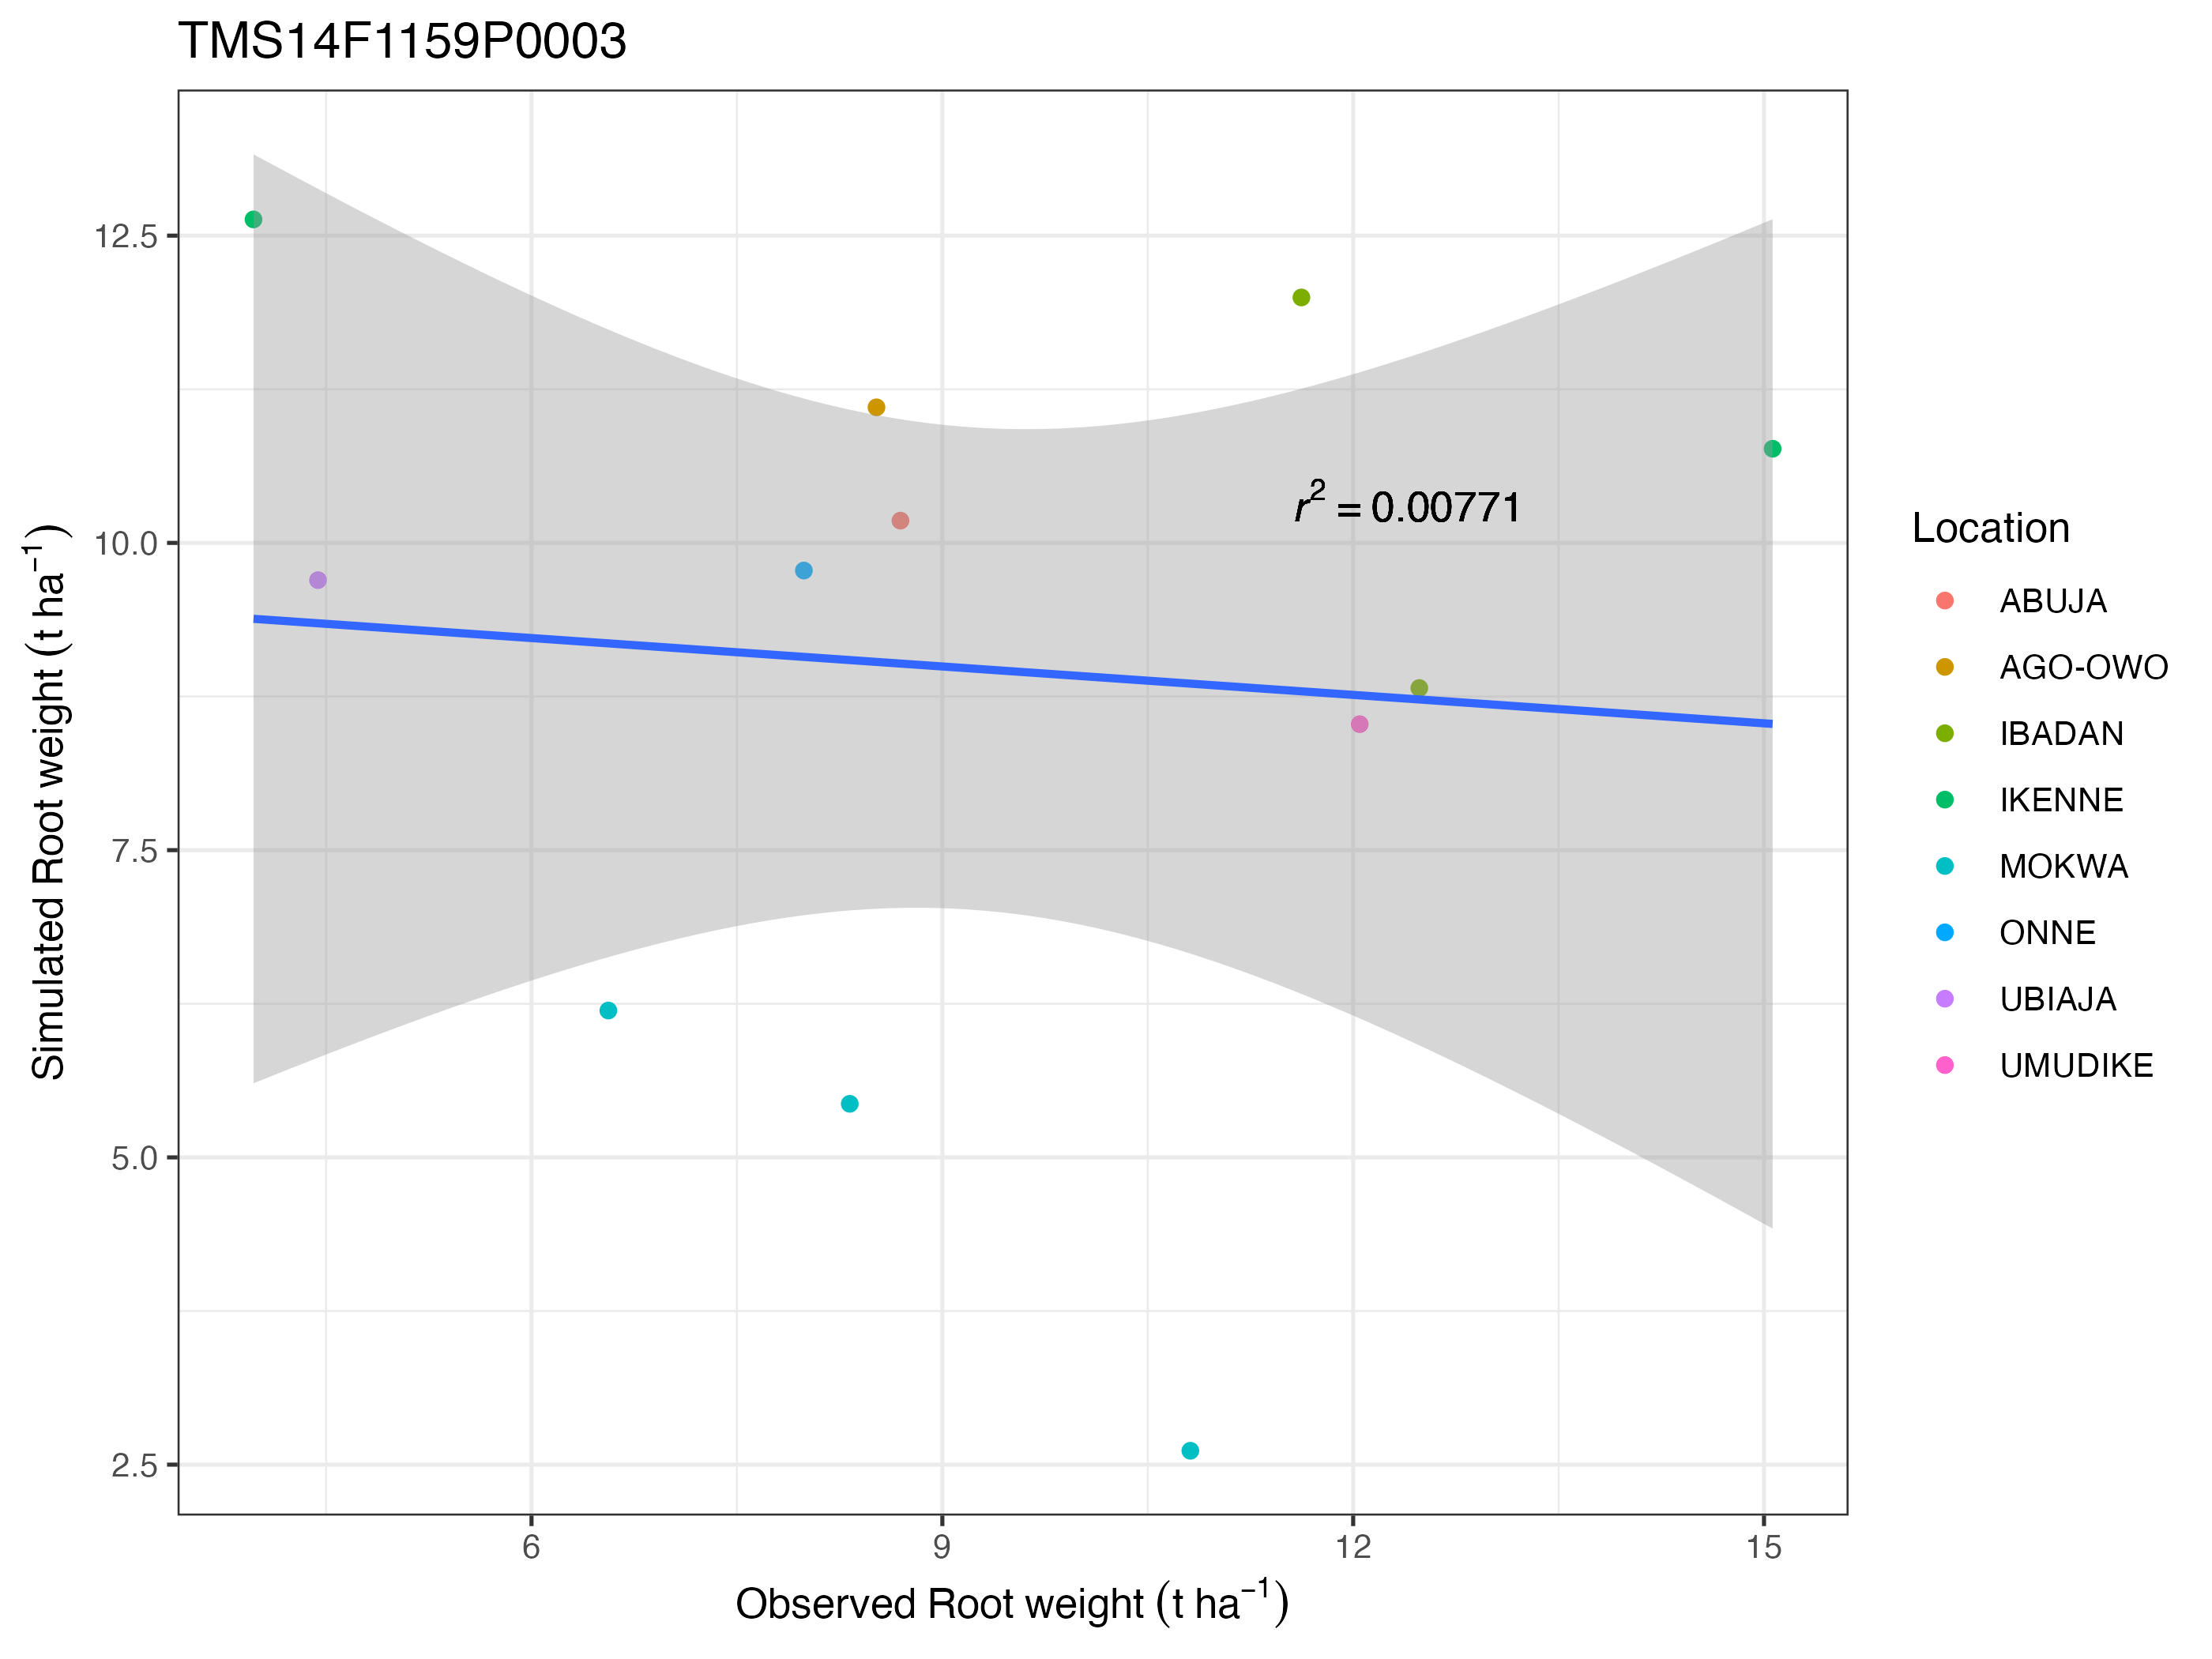 TMS14F1159P0003
12.5
10.0
7.5
5.0
2.5
Simulated Root weight (t ha⁻¹)
r² = 0.00771
6 9 12 15
Observed Root weight (t ha⁻¹)
Location
ABUJA
AGO-OWO
IBADAN
IKENNE
MOKWA
ONNE
UBIAJA
UMUDIKE